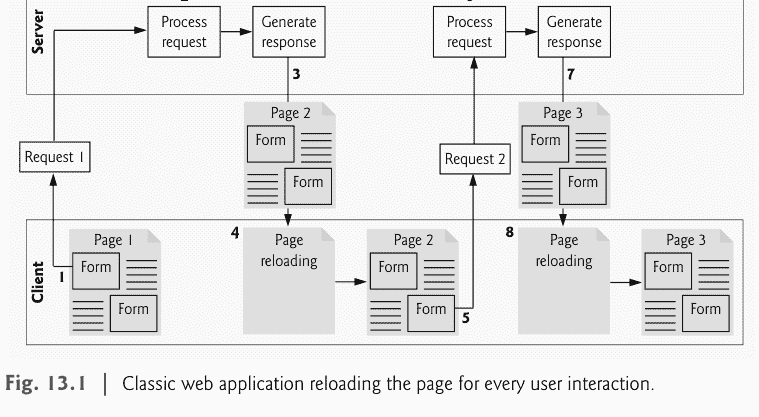 Server
Process
request
Generate
response
Process
request
Generate
response
3
7
Page 2
Form
Form
Page 3
Form
Form
Request 1
Request 2
Client
Page 1
Form
Form
1
4
Page
reloading
Page 2
Form
Form
5
8
Page
reloading
Page 3
Form
Form
Fig. 13.1 | Classic web application reloading the page for every user interaction.